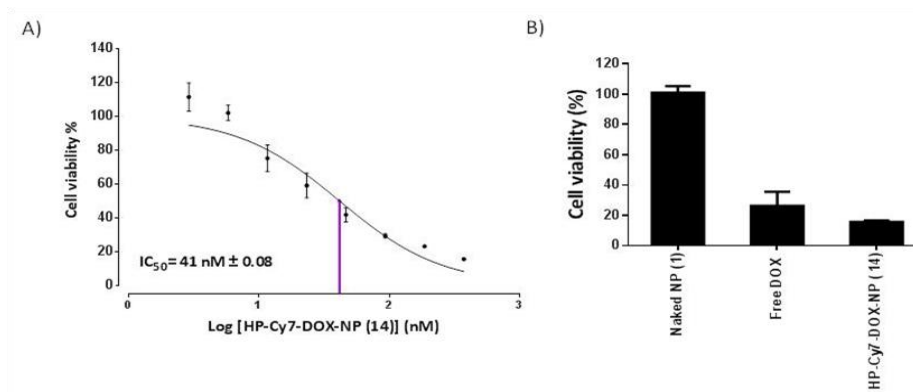 A)
140
120
100
80
60
40
20
0
Cell viability %
IC50= 41 nM ± 0.08
0 1 2 3
Log [HP-Cy7-DOX-NP (14)] (nM)
B)
120
100
80
60
40
20
0
Cell viability (%)
Naked NP (1)
Free DOX
HP-Cy7-DOX-NP (14)